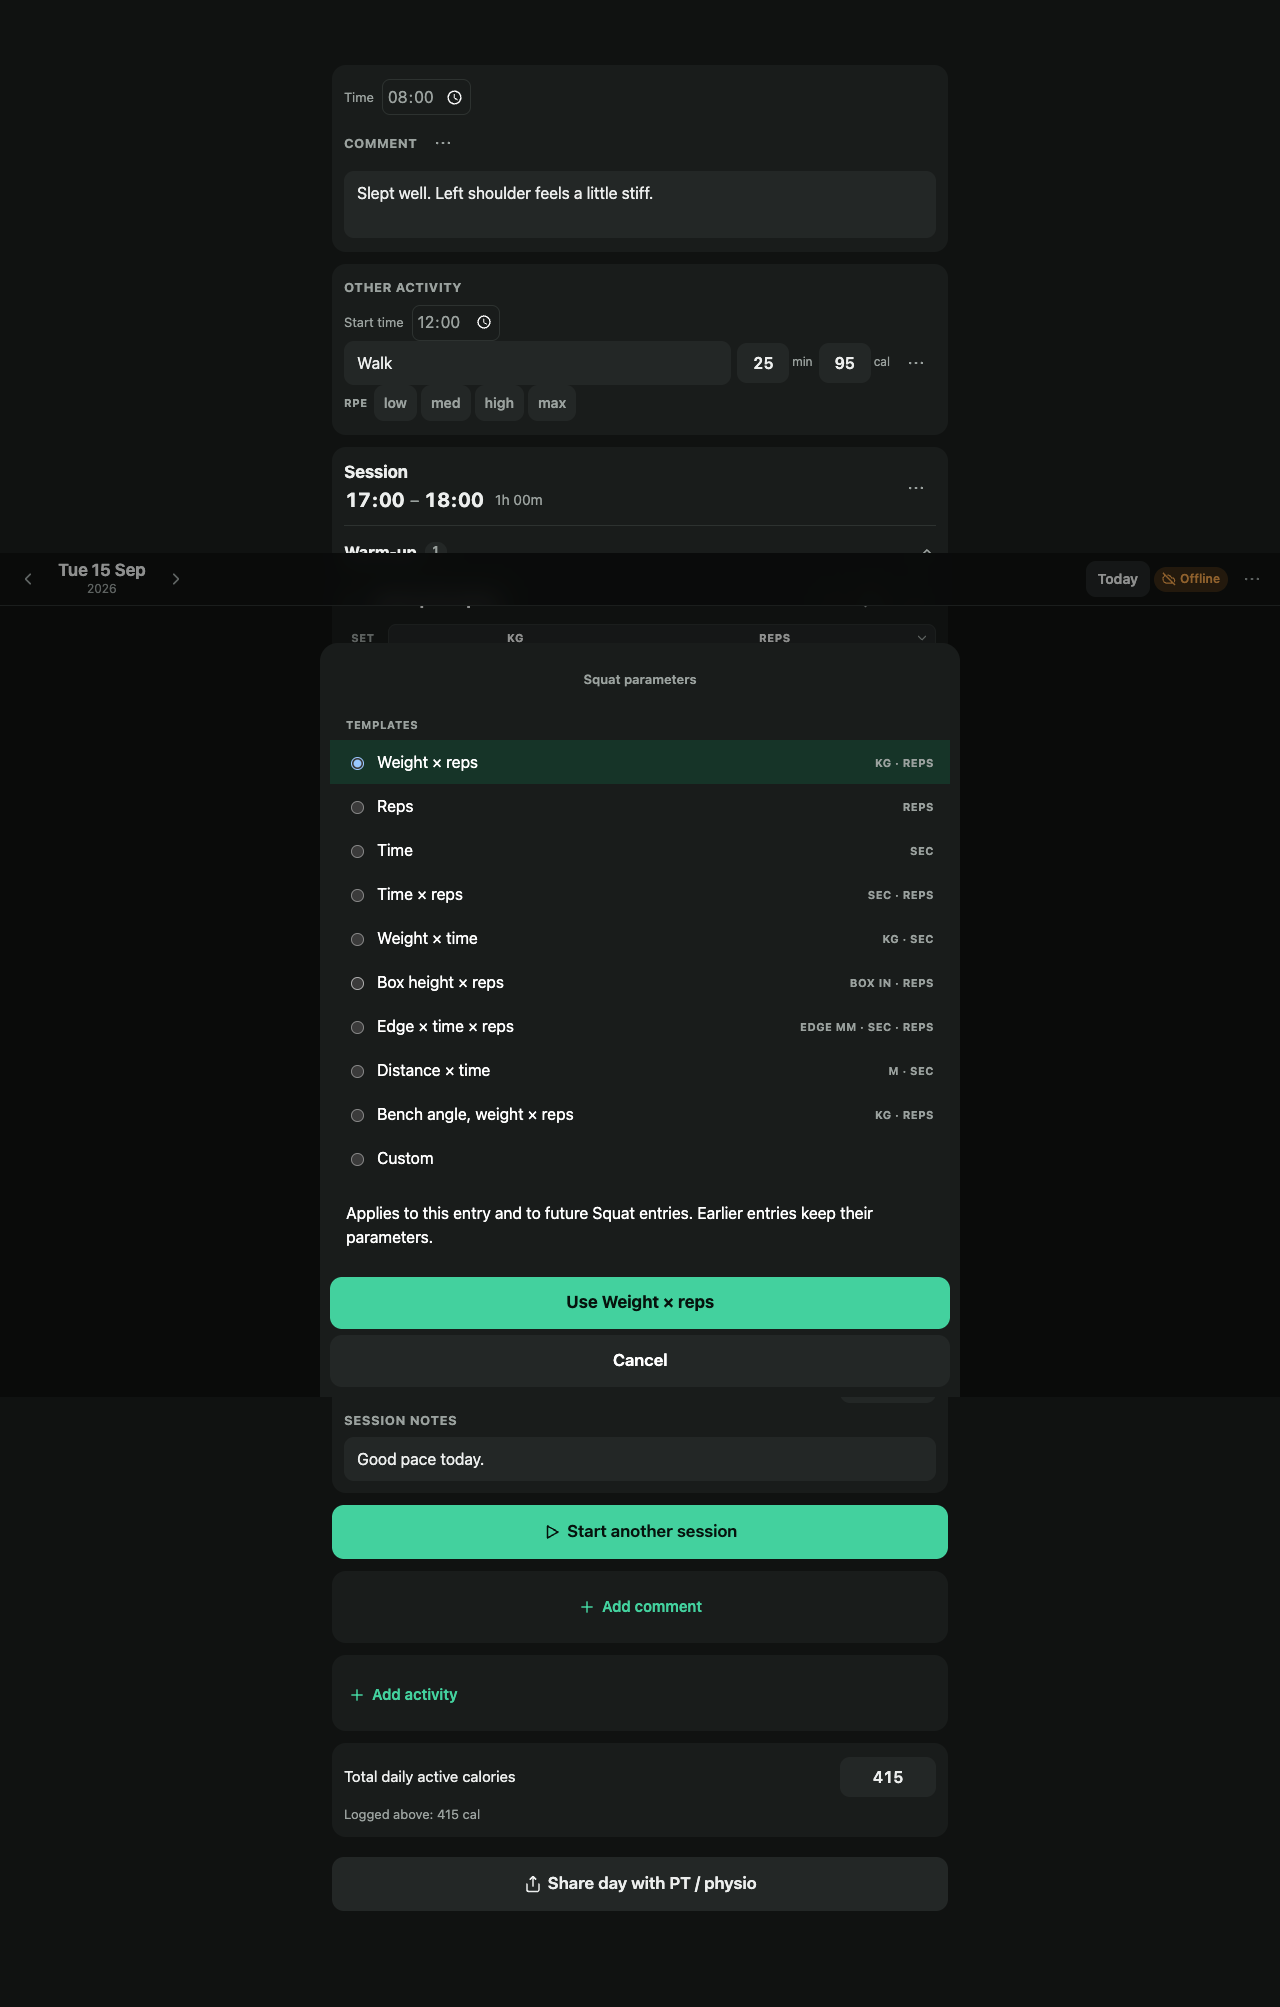 Time 08:00
COMMENT ···
Slept well. Left shoulder feels a little stiff.
OTHER ACTIVITY
Start time 12:00
Walk 25 min 95 cal ···
RPE low med high max
Session
17:00 – 18:00 1h 00m ···
Warm-up 1
Tue 15 Sep
2026
Today Offline ···
SET KG REPS
Squat parameters
TEMPLATES
Weight × reps KG · REPS
Reps REPS
Time SEC
Time × reps SEC · REPS
Weight × time KG · SEC
Box height × reps BOX IN · REPS
Edge × time × reps EDGE MM · SEC · REPS
Distance × time M · SEC
Bench angle, weight × reps KG · REPS
Custom
Applies to this entry and to future Squat entries. Earlier entries keep their
parameters.
Use Weight × reps
Cancel
SESSION NOTES
Good pace today.
Start another session
+ Add comment
+ Add activity
Total daily active calories 415
Logged above: 415 cal
Share day with PT / physio